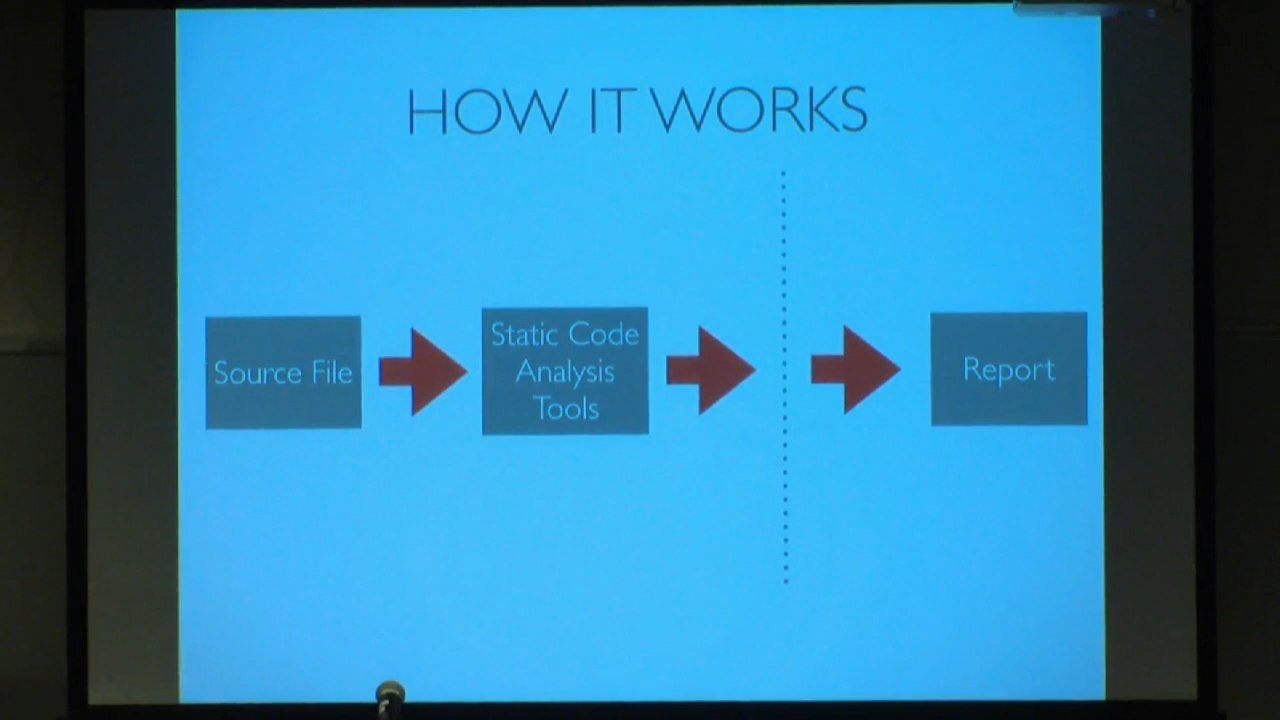 HOW IT WORKS
Source File
Static Code
Analysis
Tools
Report